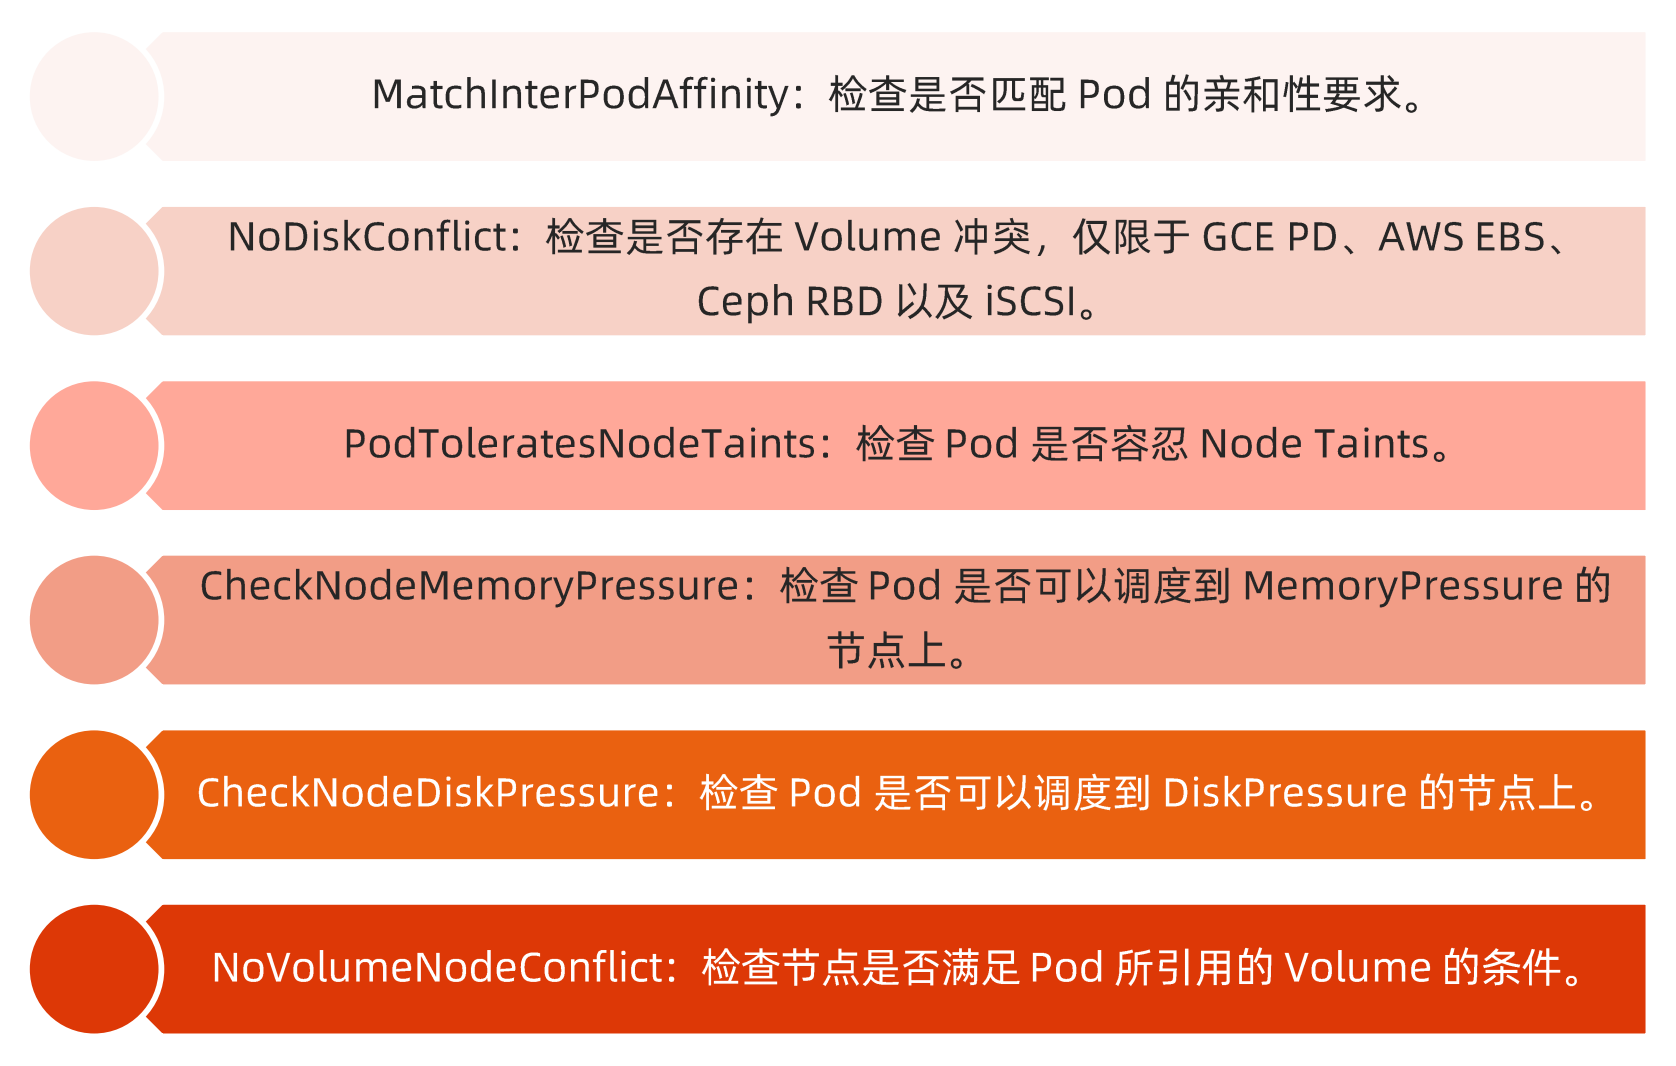 MatchInterPodAffinity：检查是否匹配 Pod 的亲和性要求。
NoDiskConflict：检查是否存在 Volume 冲突，仅限于 GCE PD、AWS EBS、
Ceph RBD 以及 iSCSI。
PodToleratesNodeTaints：检查 Pod 是否容忍 Node Taints。
CheckNodeMemoryPressure：检查 Pod 是否可以调度到 MemoryPressure 的
节点上。
CheckNodeDiskPressure：检查 Pod 是否可以调度到 DiskPressure 的节点上。
NoVolumeNodeConflict：检查节点是否满足 Pod 所引用的 Volume 的条件。